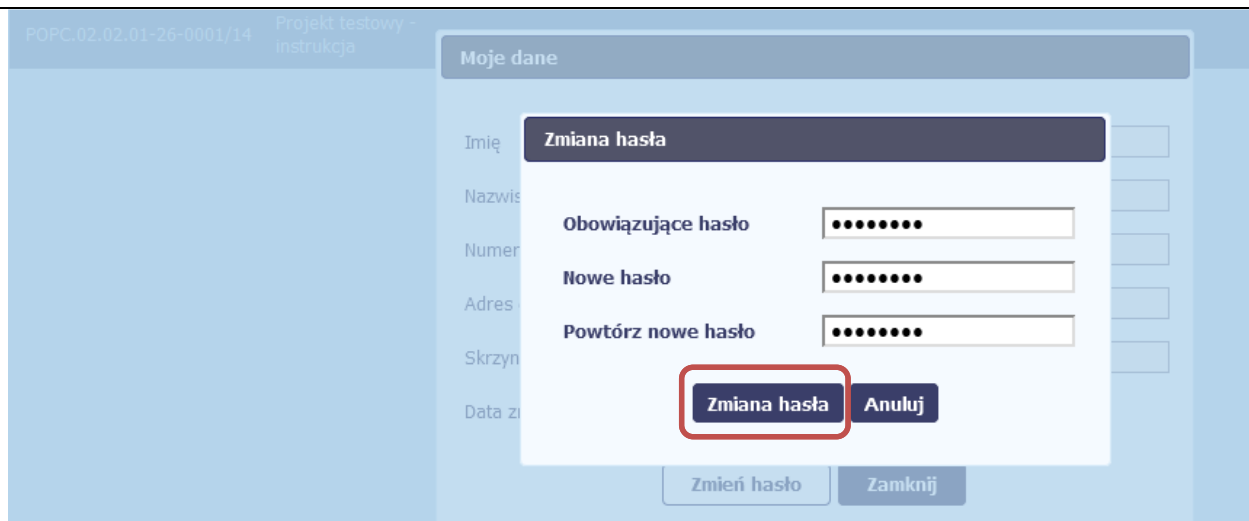 POPC.02.02.01-26-0001/14 Projekt testowy -
instrukcja
Moje dane
Imię
Zmiana hasła
Nazwis
Obowiązujące hasło ••••••••
Numer
Nowe hasło ••••••••
Adres
Powtórz nowe hasło ••••••••
Skrzyn
Zmiana hasła Anuluj
Data z
Zmień hasło Zamknij